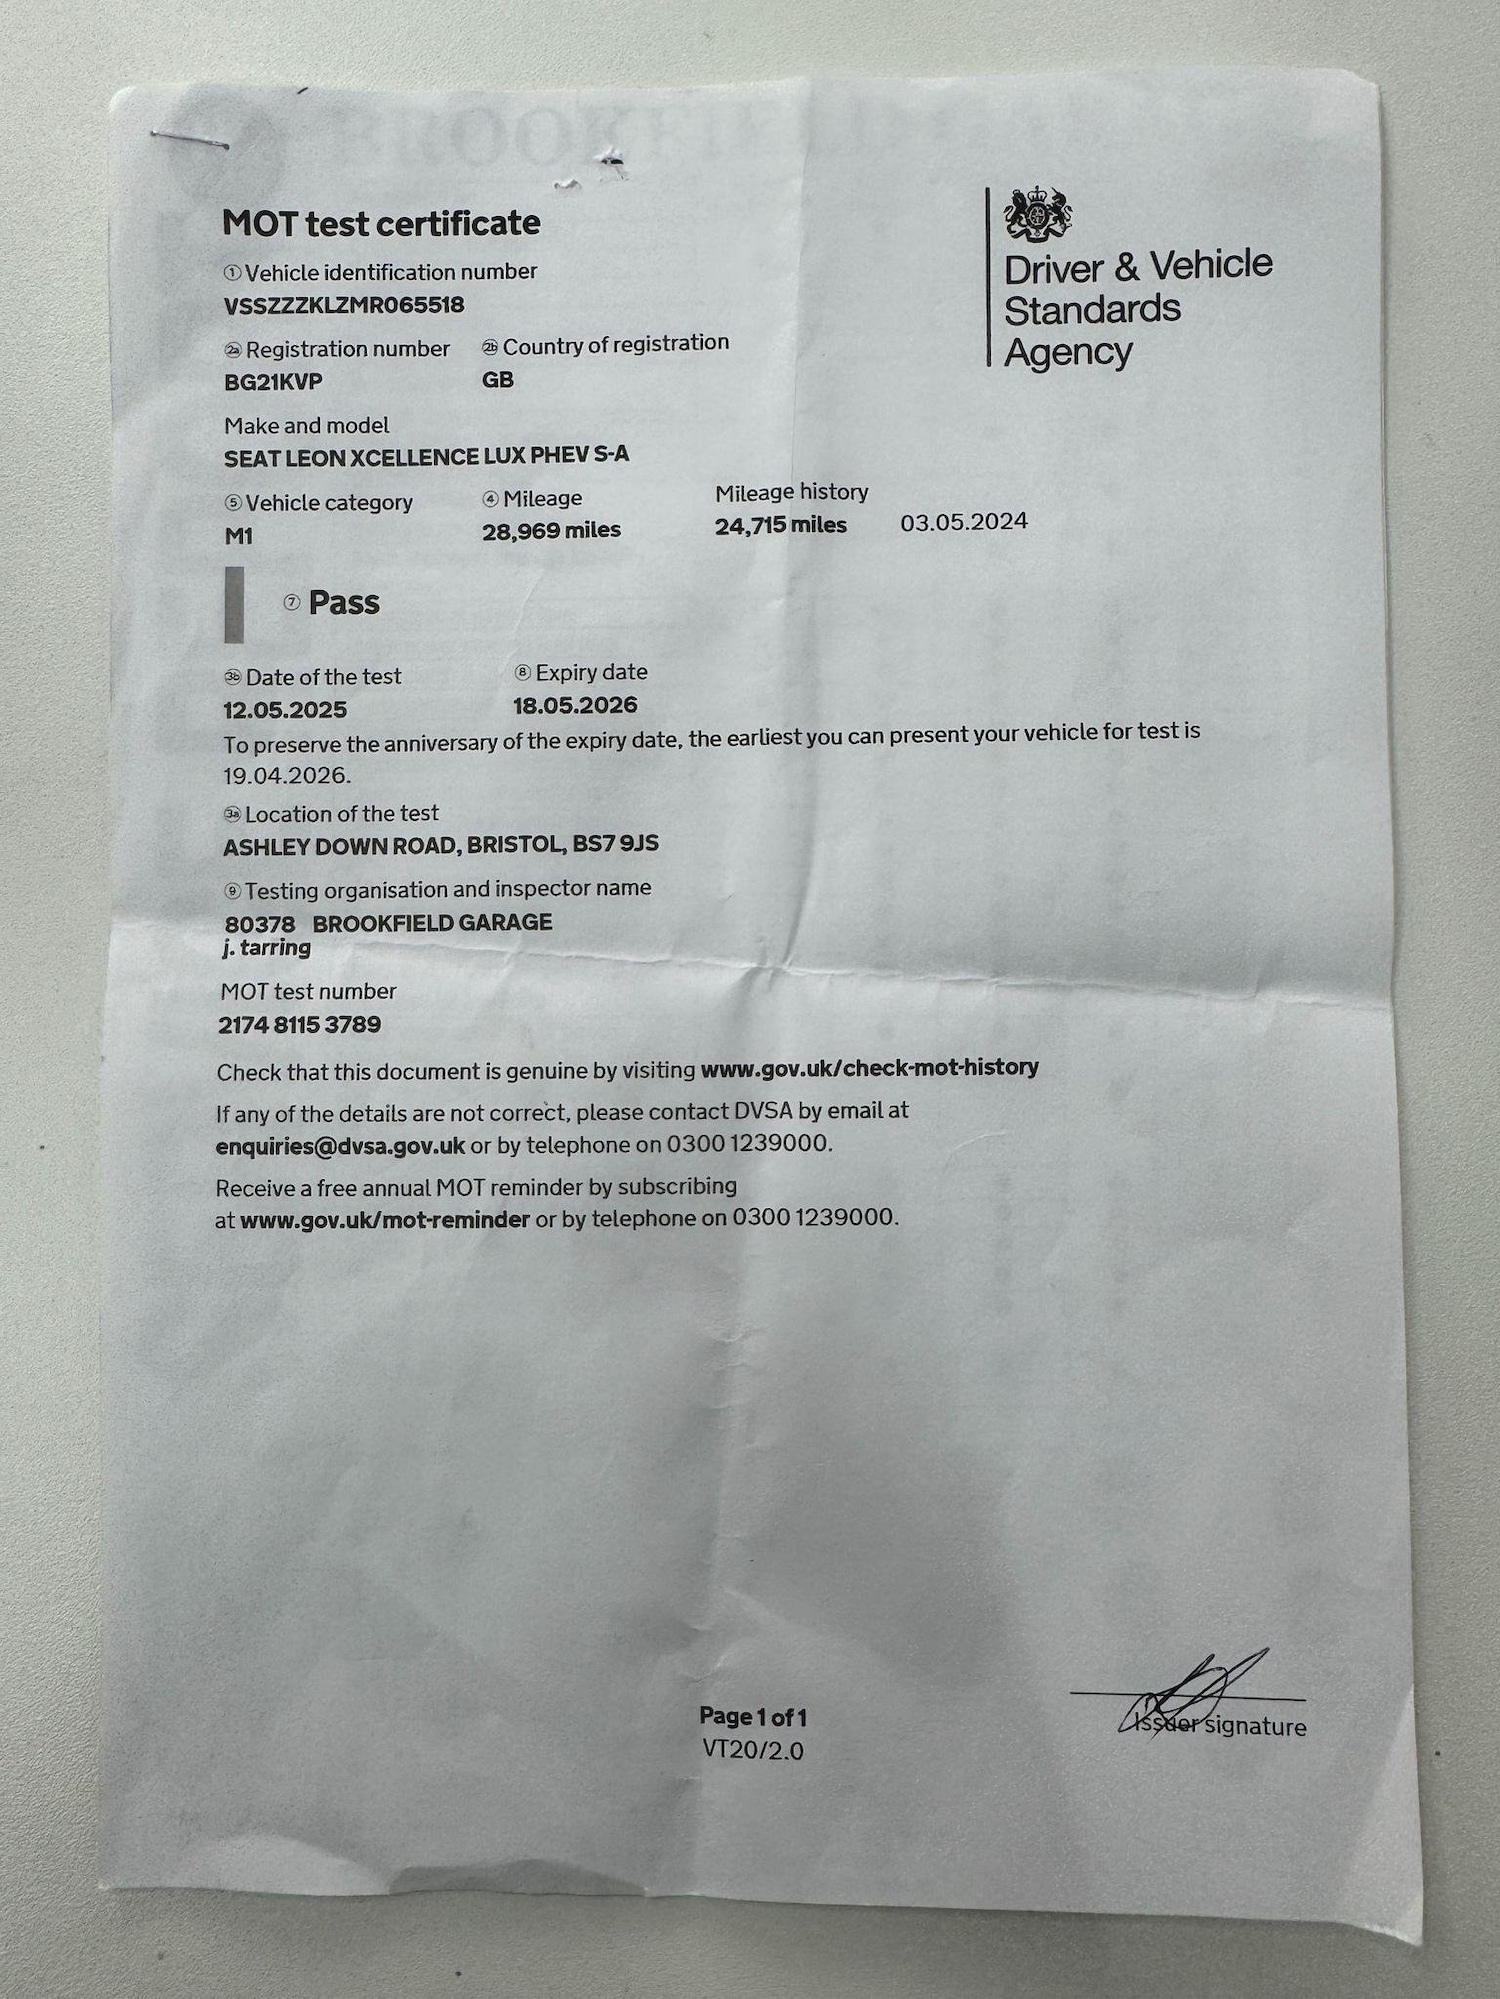 MOT test certificate
① Vehicle identification number
VSSZZZKLZMR065518
2a Registration number 2b Country of registration
BG21KVP GB
Make and model
SEAT LEON XCELLENCE LUX PHEV S-A
⑤ Vehicle category ④ Mileage Mileage history
M1 28,969 miles 24,715 miles 03.05.2024
⑦ Pass
3b Date of the test ⑧ Expiry date
12.05.2025 18.05.2026
To preserve the anniversary of the expiry date, the earliest you can present your vehicle for test is
19.04.2026.
3a Location of the test
ASHLEY DOWN ROAD, BRISTOL, BS7 9JS
⑨ Testing organisation and inspector name
80378 BROOKFIELD GARAGE
j. tarring
MOT test number
2174 8115 3789
Check that this document is genuine by visiting www.gov.uk/check-mot-history
If any of the details are not correct, please contact DVSA by email at
enquiries@dvsa.gov.uk or by telephone on 0300 1239000.
Receive a free annual MOT reminder by subscribing
at www.gov.uk/mot-reminder or by telephone on 0300 1239000.
Driver & Vehicle
Standards
Agency
Page 1 of 1
VT20/2.0
Issuer signature